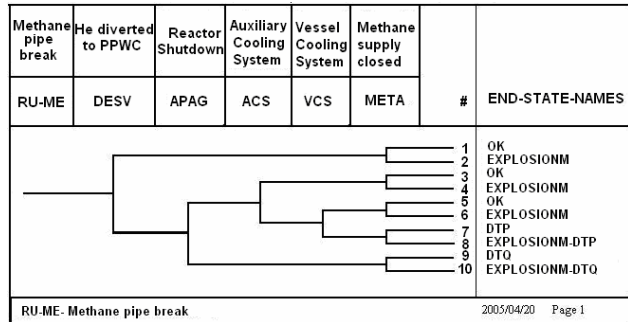 Methane pipe break
He diverted to PPWC
Reactor Shutdown
Auxiliary Cooling System
Vessel Cooling System
Methane supply closed
RU-ME DESV APAG ACS VCS META # END-STATE-NAMES
1 OK
2 EXPLOSIONM
3 OK
4 EXPLOSIONM
5 OK
6 EXPLOSIONM
7 DTP
8 EXPLOSIONM-DTP
9 DTQ
10 EXPLOSIONM-DTQ
RU-ME- Methane pipe break 2005/04/20 Page 1